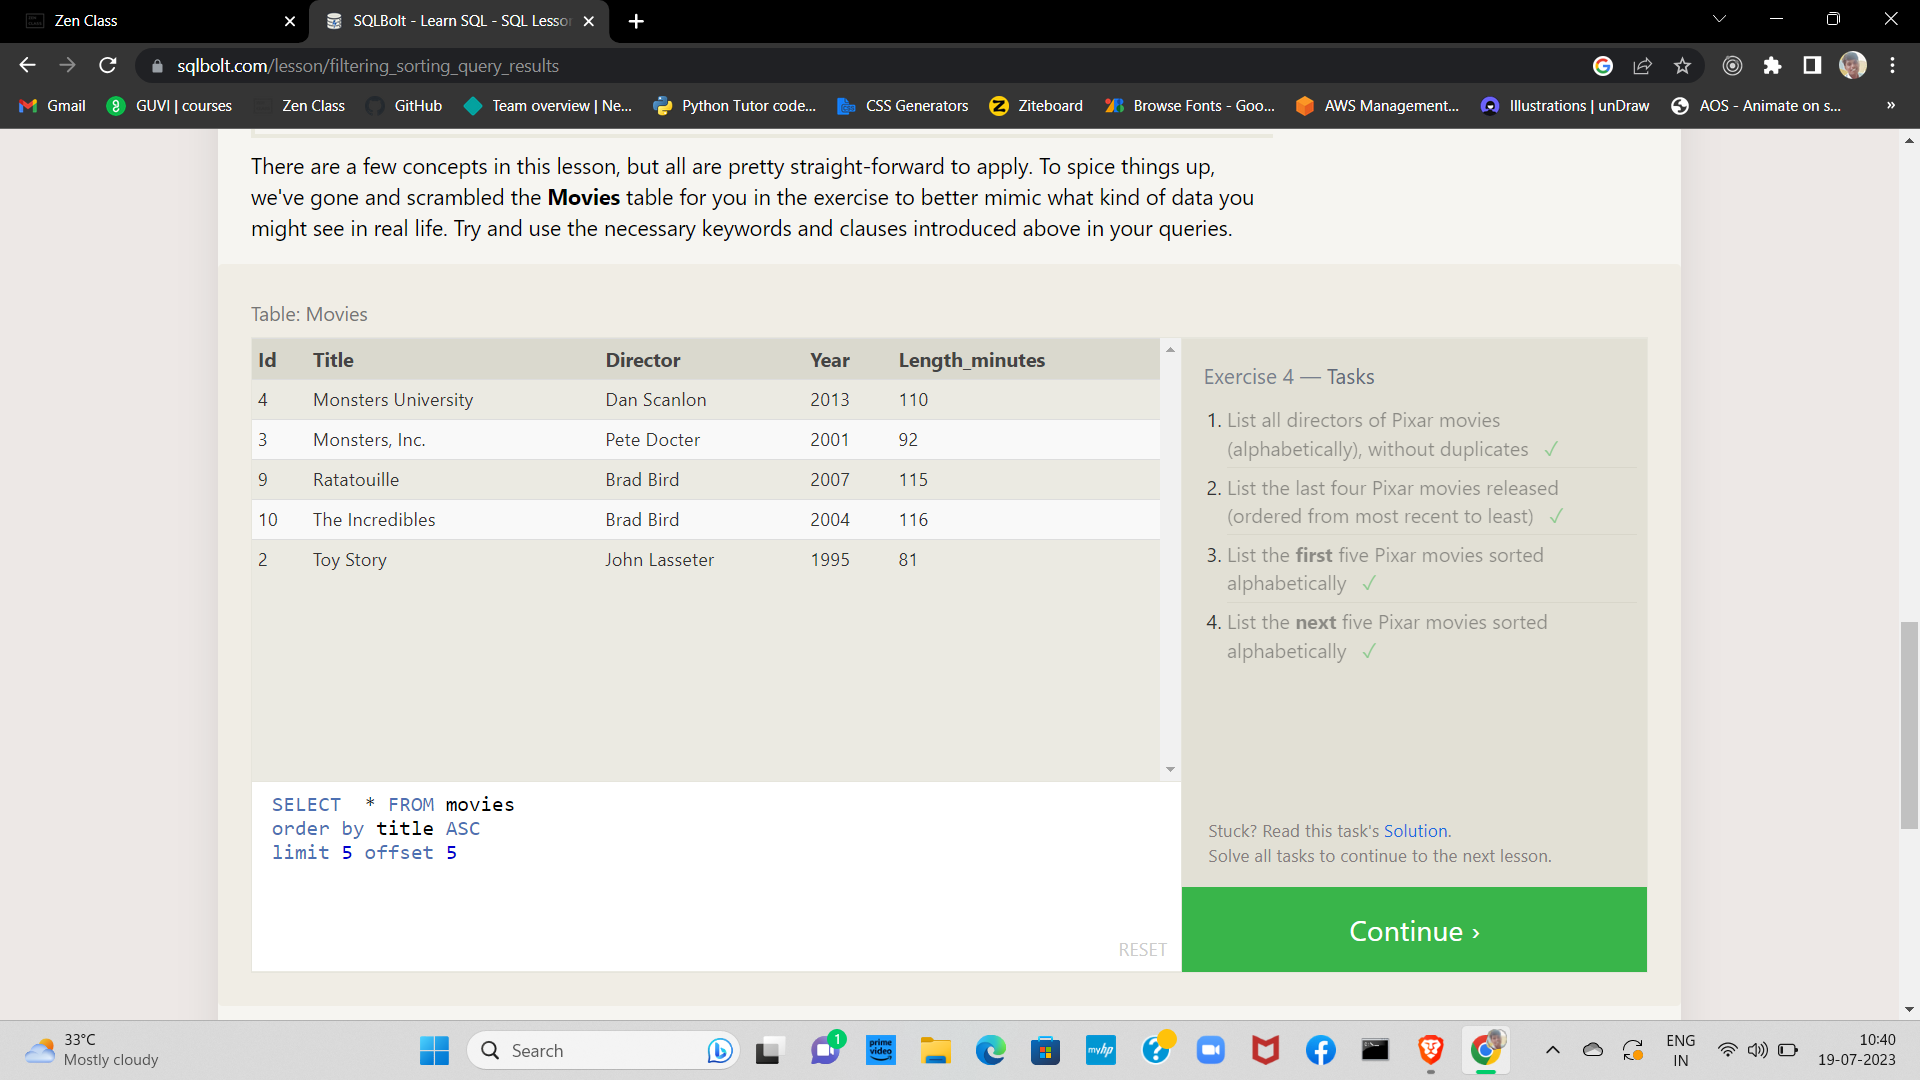 Zen Class
SQLBolt - Learn SQL - SQL Lesson
sqlbolt.com/lesson/filtering_sorting_query_results
Gmail GUVI | courses Zen Class GitHub Team overview | Ne... Python Tutor code... CSS Generators Ziteboard Browse Fonts - Goo... AWS Management... Illustrations | unDraw AOS - Animate on s... »
There are a few concepts in this lesson, but all are pretty straight-forward to apply. To spice things up,
we've gone and scrambled the Movies table for you in the exercise to better mimic what kind of data you
might see in real life. Try and use the necessary keywords and clauses introduced above in your queries.
Table: Movies
Id Title Director Year Length_minutes
4 Monsters University Dan Scanlon 2013 110
3 Monsters, Inc. Pete Docter 2001 92
9 Ratatouille Brad Bird 2007 115
10 The Incredibles Brad Bird 2004 116
2 Toy Story John Lasseter 1995 81
SELECT  * FROM movies
order by title ASC
limit 5 offset 5
RESET
Exercise 4 — Tasks
1. List all directors of Pixar movies
(alphabetically), without duplicates ✓
2. List the last four Pixar movies released
(ordered from most recent to least) ✓
3. List the first five Pixar movies sorted
alphabetically ✓
4. List the next five Pixar movies sorted
alphabetically ✓
Stuck? Read this task's Solution.
Solve all tasks to continue to the next lesson.
Continue ›
33°C
Mostly cloudy
Search
1
prime
video
myhp
ENG
IN
10:40
19-07-2023